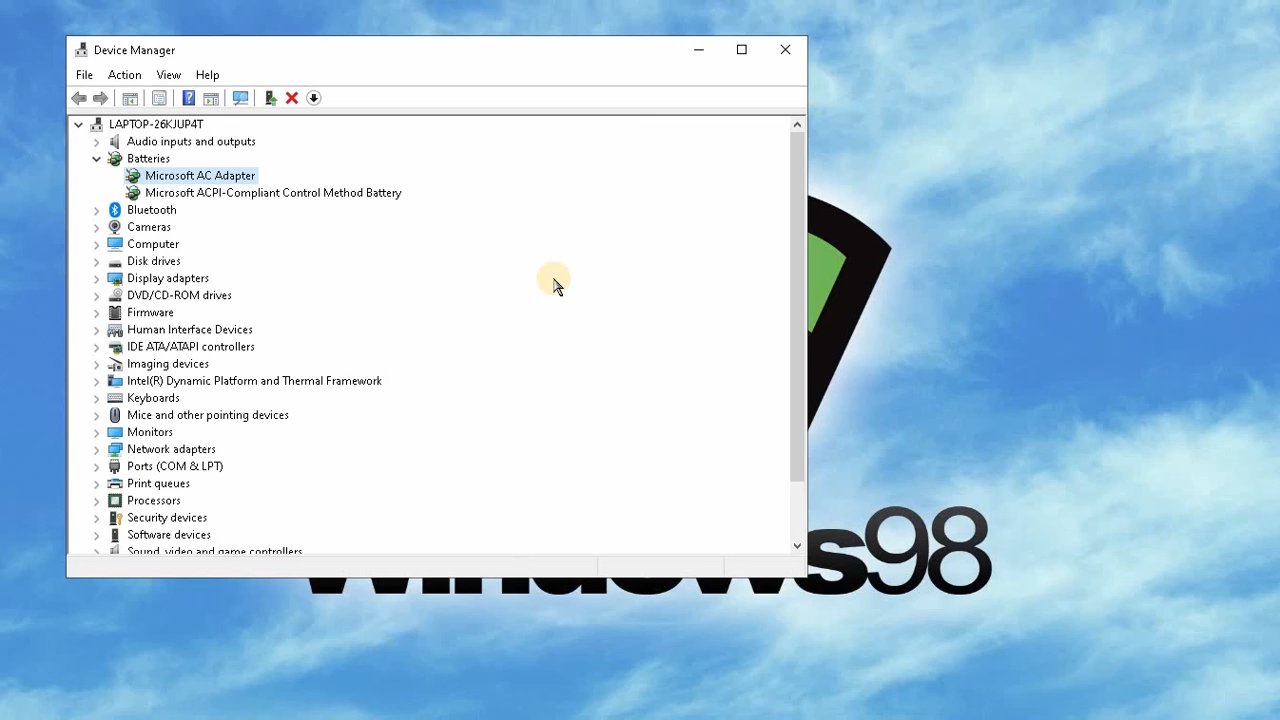 Device Manager
File Action View Help
LAPTOP-26KJUP4T
Audio inputs and outputs
Batteries
Microsoft AC Adapter
Microsoft ACPI-Compliant Control Method Battery
Bluetooth
Cameras
Computer
Disk drives
Display adapters
DVD/CD-ROM drives
Firmware
Human Interface Devices
IDE ATA/ATAPI controllers
Imaging devices
Intel(R) Dynamic Platform and Thermal Framework
Keyboards
Mice and other pointing devices
Monitors
Network adapters
Ports (COM & LPT)
Print queues
Processors
Security devices
Software devices
Sound, video and game controllers
Windows98